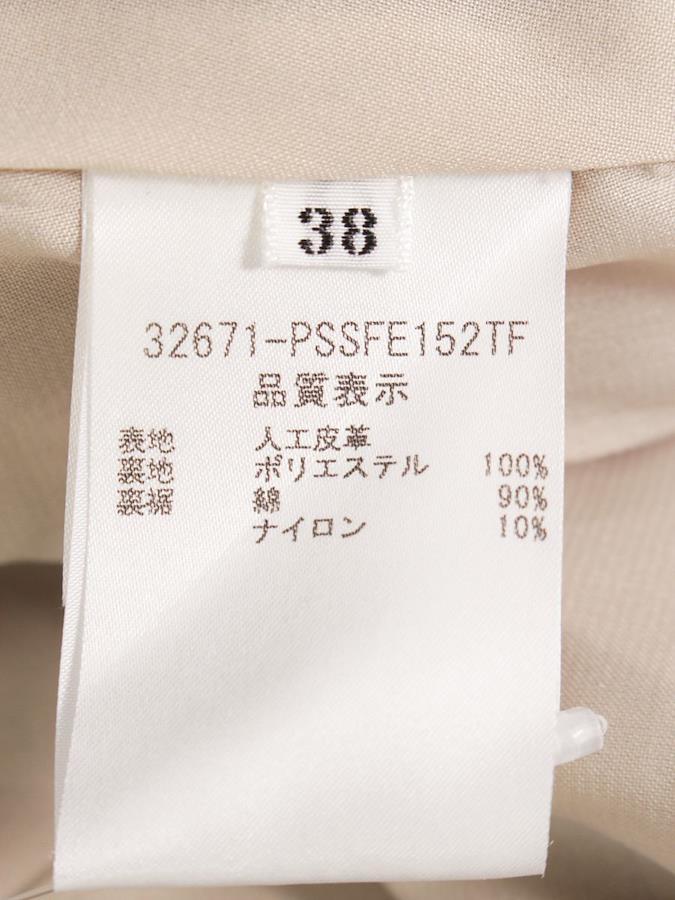 38
32671-PSSFE152TF
品質表示
表地 人工皮革
裏地 ポリエステル 100%
裏裾 綿 90%
ナイロン 10%